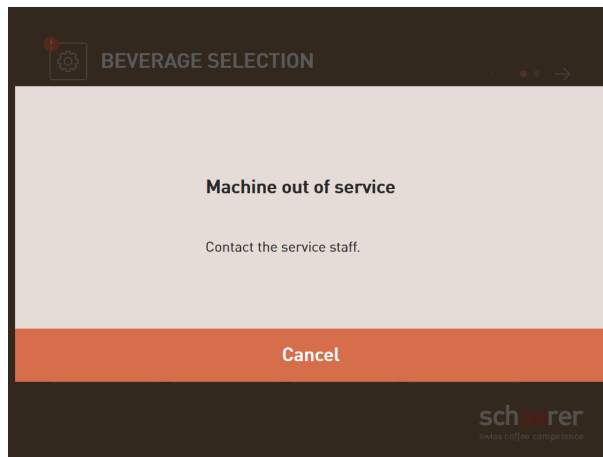 !
BEVERAGE SELECTION
Machine out of service
Contact the service staff.
Cancel
schaerer
swiss coffee competence